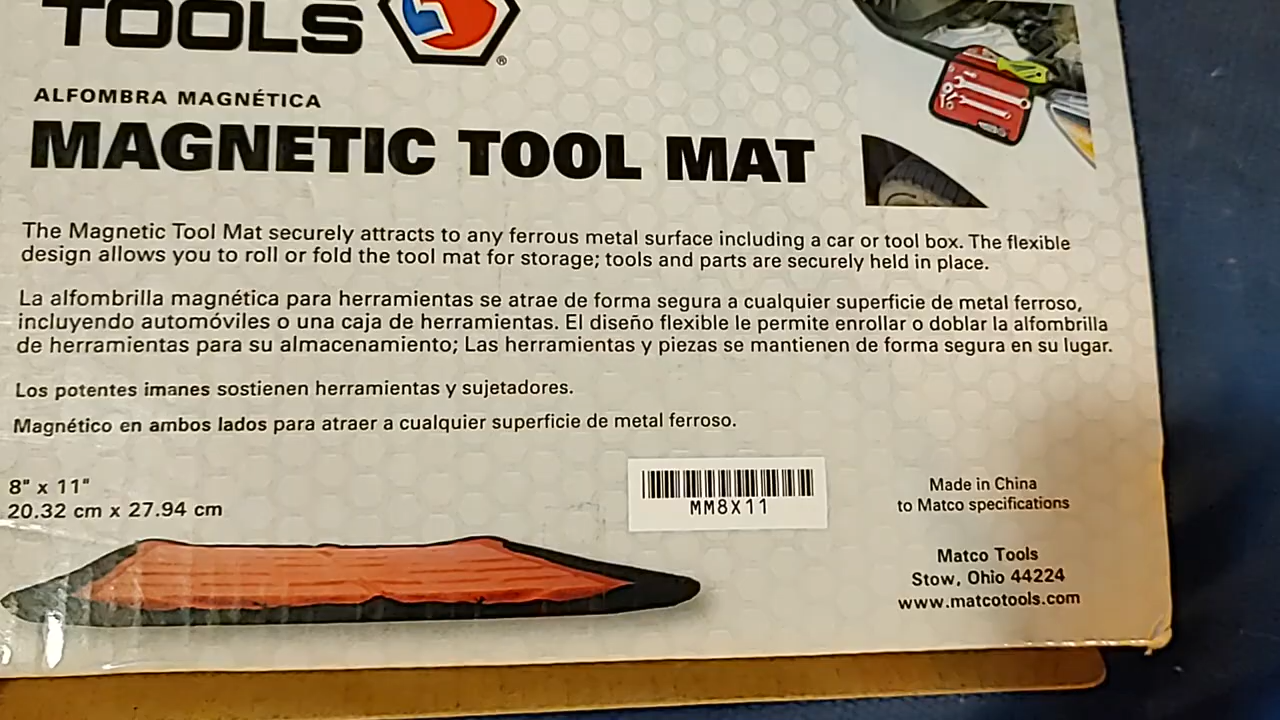 TOOLS
®
ALFOMBRA MAGNÉTICA
MAGNETIC TOOL MAT
The Magnetic Tool Mat securely attracts to any ferrous metal surface including a car or tool box. The flexible
design allows you to roll or fold the tool mat for storage; tools and parts are securely held in place.
La alfombrilla magnética para herramientas se atrae de forma segura a cualquier superficie de metal ferroso,
incluyendo automóviles o una caja de herramientas. El diseño flexible le permite enrollar o doblar la alfombrilla
de herramientas para su almacenamiento; Las herramientas y piezas se mantienen de forma segura en su lugar.
Los potentes imanes sostienen herramientas y sujetadores.
Magnético en ambos lados para atraer a cualquier superficie de metal ferroso.
8" x 11"
20.32 cm x 27.94 cm
MM8X11
Made in China
to Matco specifications
Matco Tools
Stow, Ohio 44224
www.matcotools.com